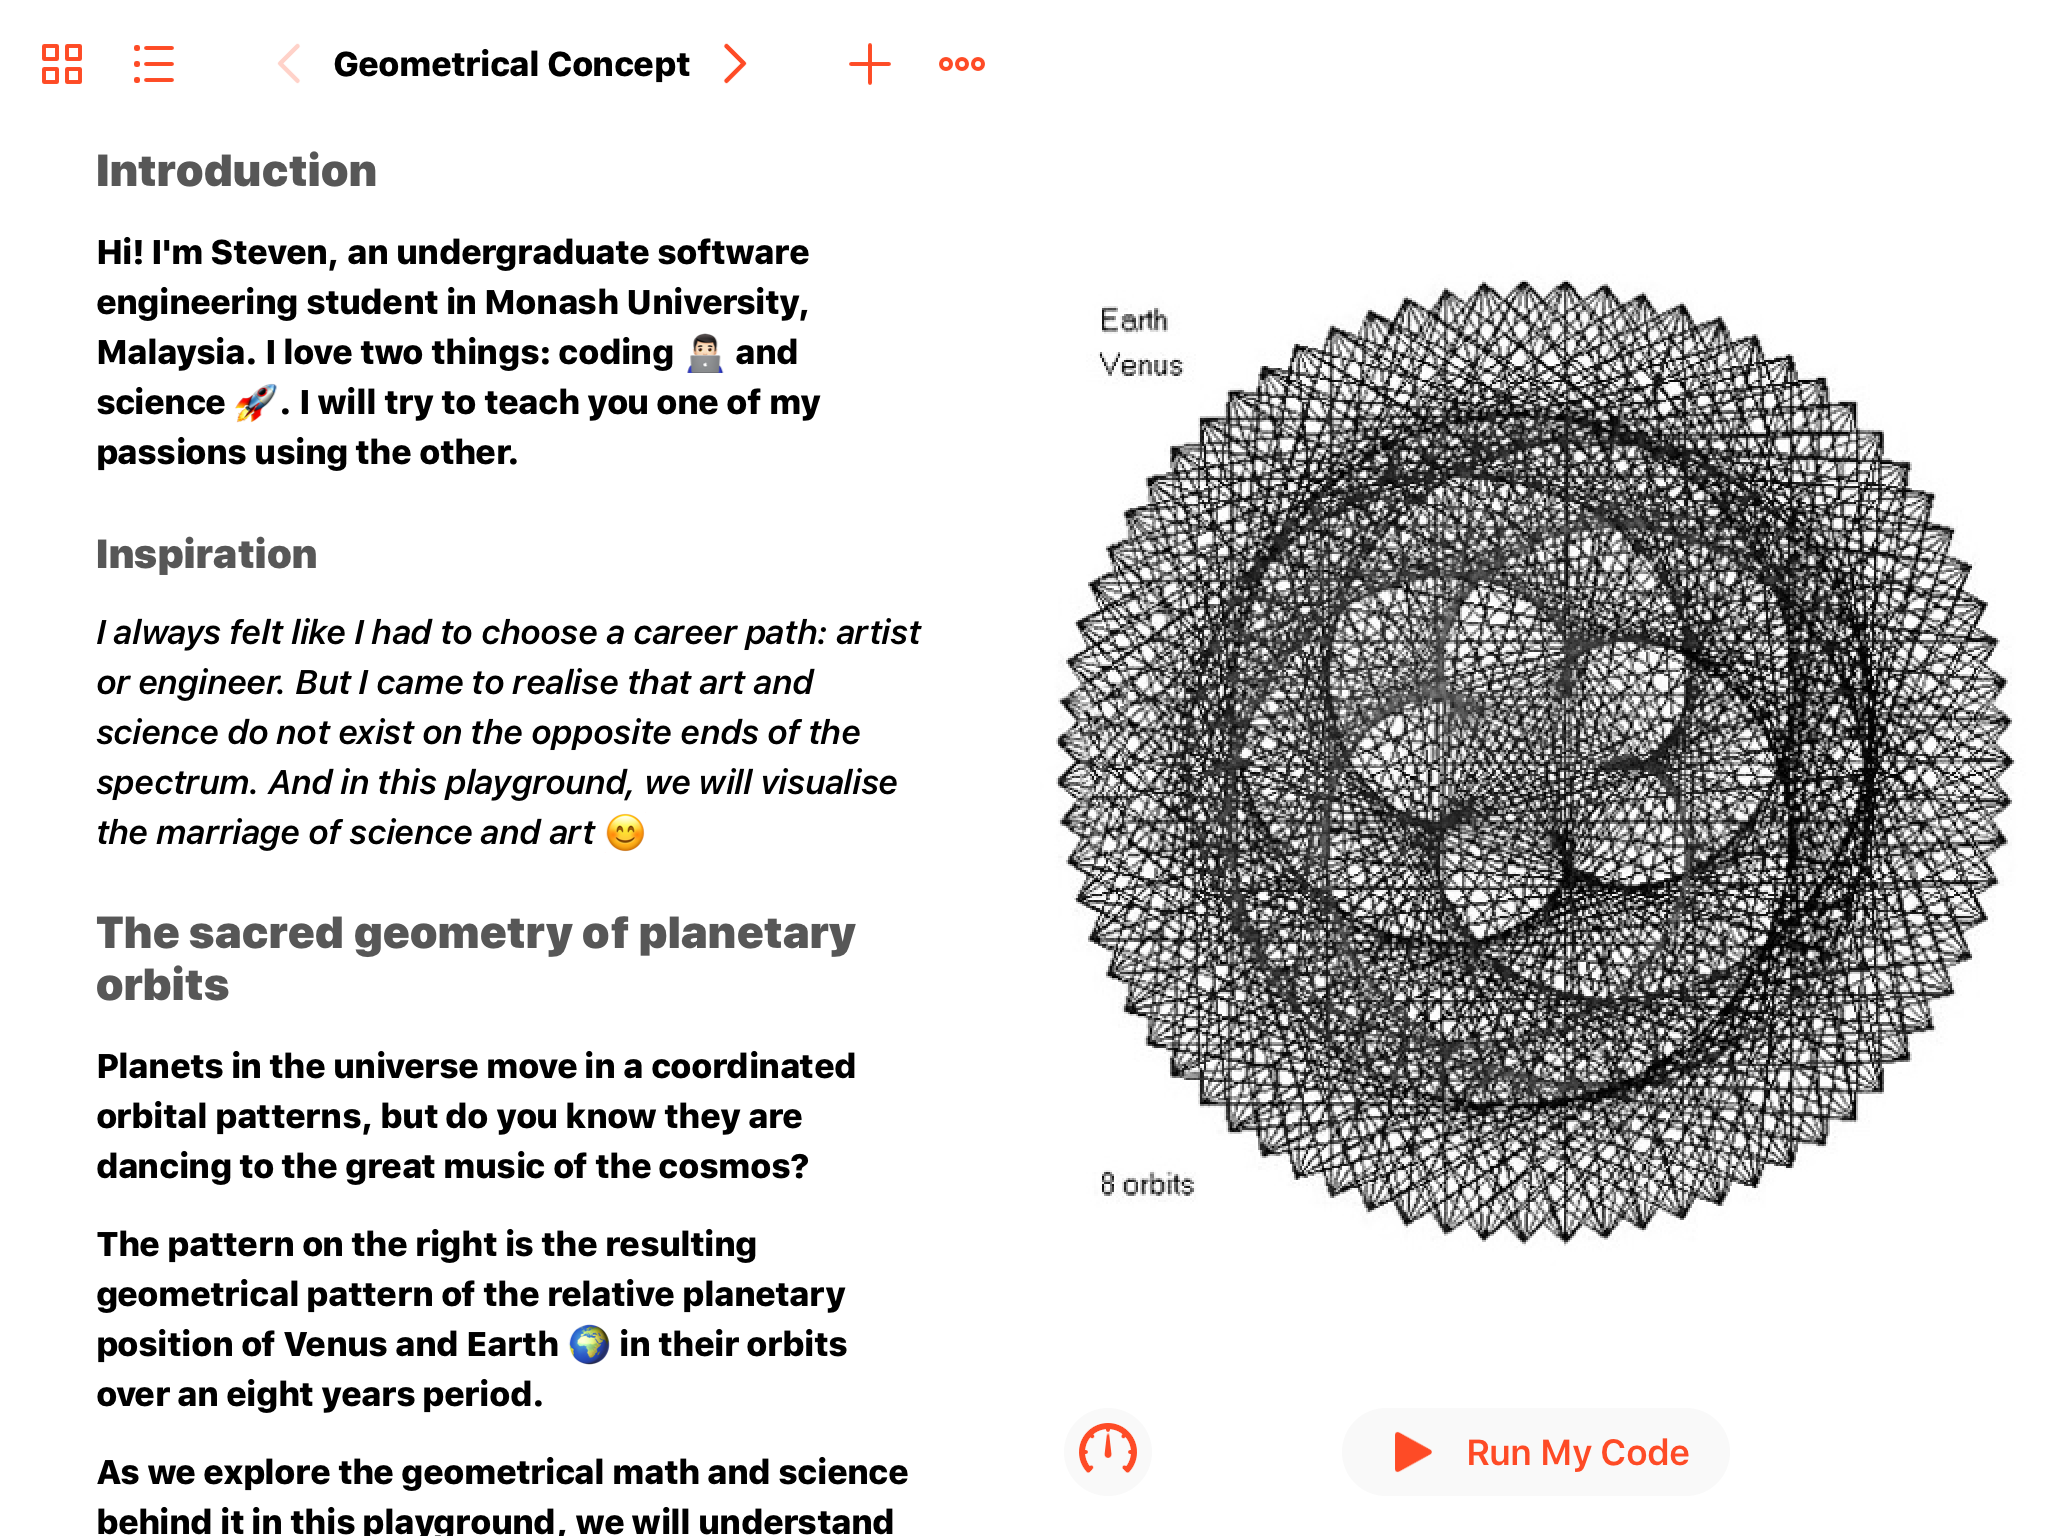 Geometrical Concept
Introduction
Hi! I'm Steven, an undergraduate software
engineering student in Monash University,
Malaysia. I love two things: coding 👨🏻‍💻 and
science 🚀. I will try to teach you one of my
passions using the other.
Inspiration
I always felt like I had to choose a career path: artist
or engineer. But I came to realise that art and
science do not exist on the opposite ends of the
spectrum. And in this playground, we will visualise
the marriage of science and art 😊
The sacred geometry of planetary
orbits
Planets in the universe move in a coordinated
orbital patterns, but do you know they are
dancing to the great music of the cosmos?
The pattern on the right is the resulting
geometrical pattern of the relative planetary
position of Venus and Earth 🌍 in their orbits
over an eight years period.
As we explore the geometrical math and science
behind it in this playground, we will understand
Earth
Venus
8 orbits
Run My Code